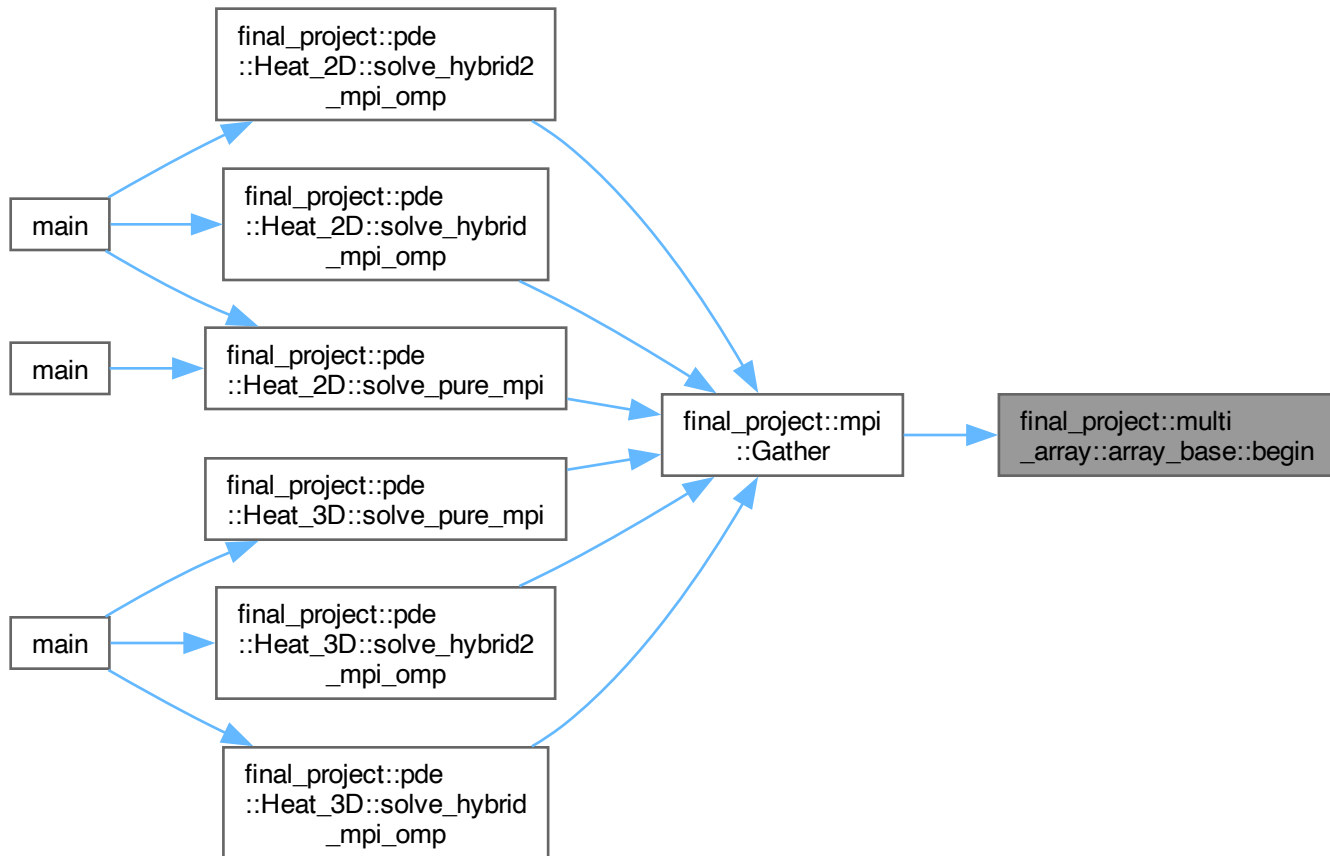 final_project::pde
::Heat_2D::solve_hybrid2
_mpi_omp
final_project::pde
::Heat_2D::solve_hybrid
_mpi_omp
main
final_project::pde
::Heat_2D::solve_pure_mpi
main
final_project::mpi
::Gather
final_project::multi
_array::array_base::begin
final_project::pde
::Heat_3D::solve_pure_mpi
final_project::pde
::Heat_3D::solve_hybrid2
_mpi_omp
main
final_project::pde
::Heat_3D::solve_hybrid
_mpi_omp